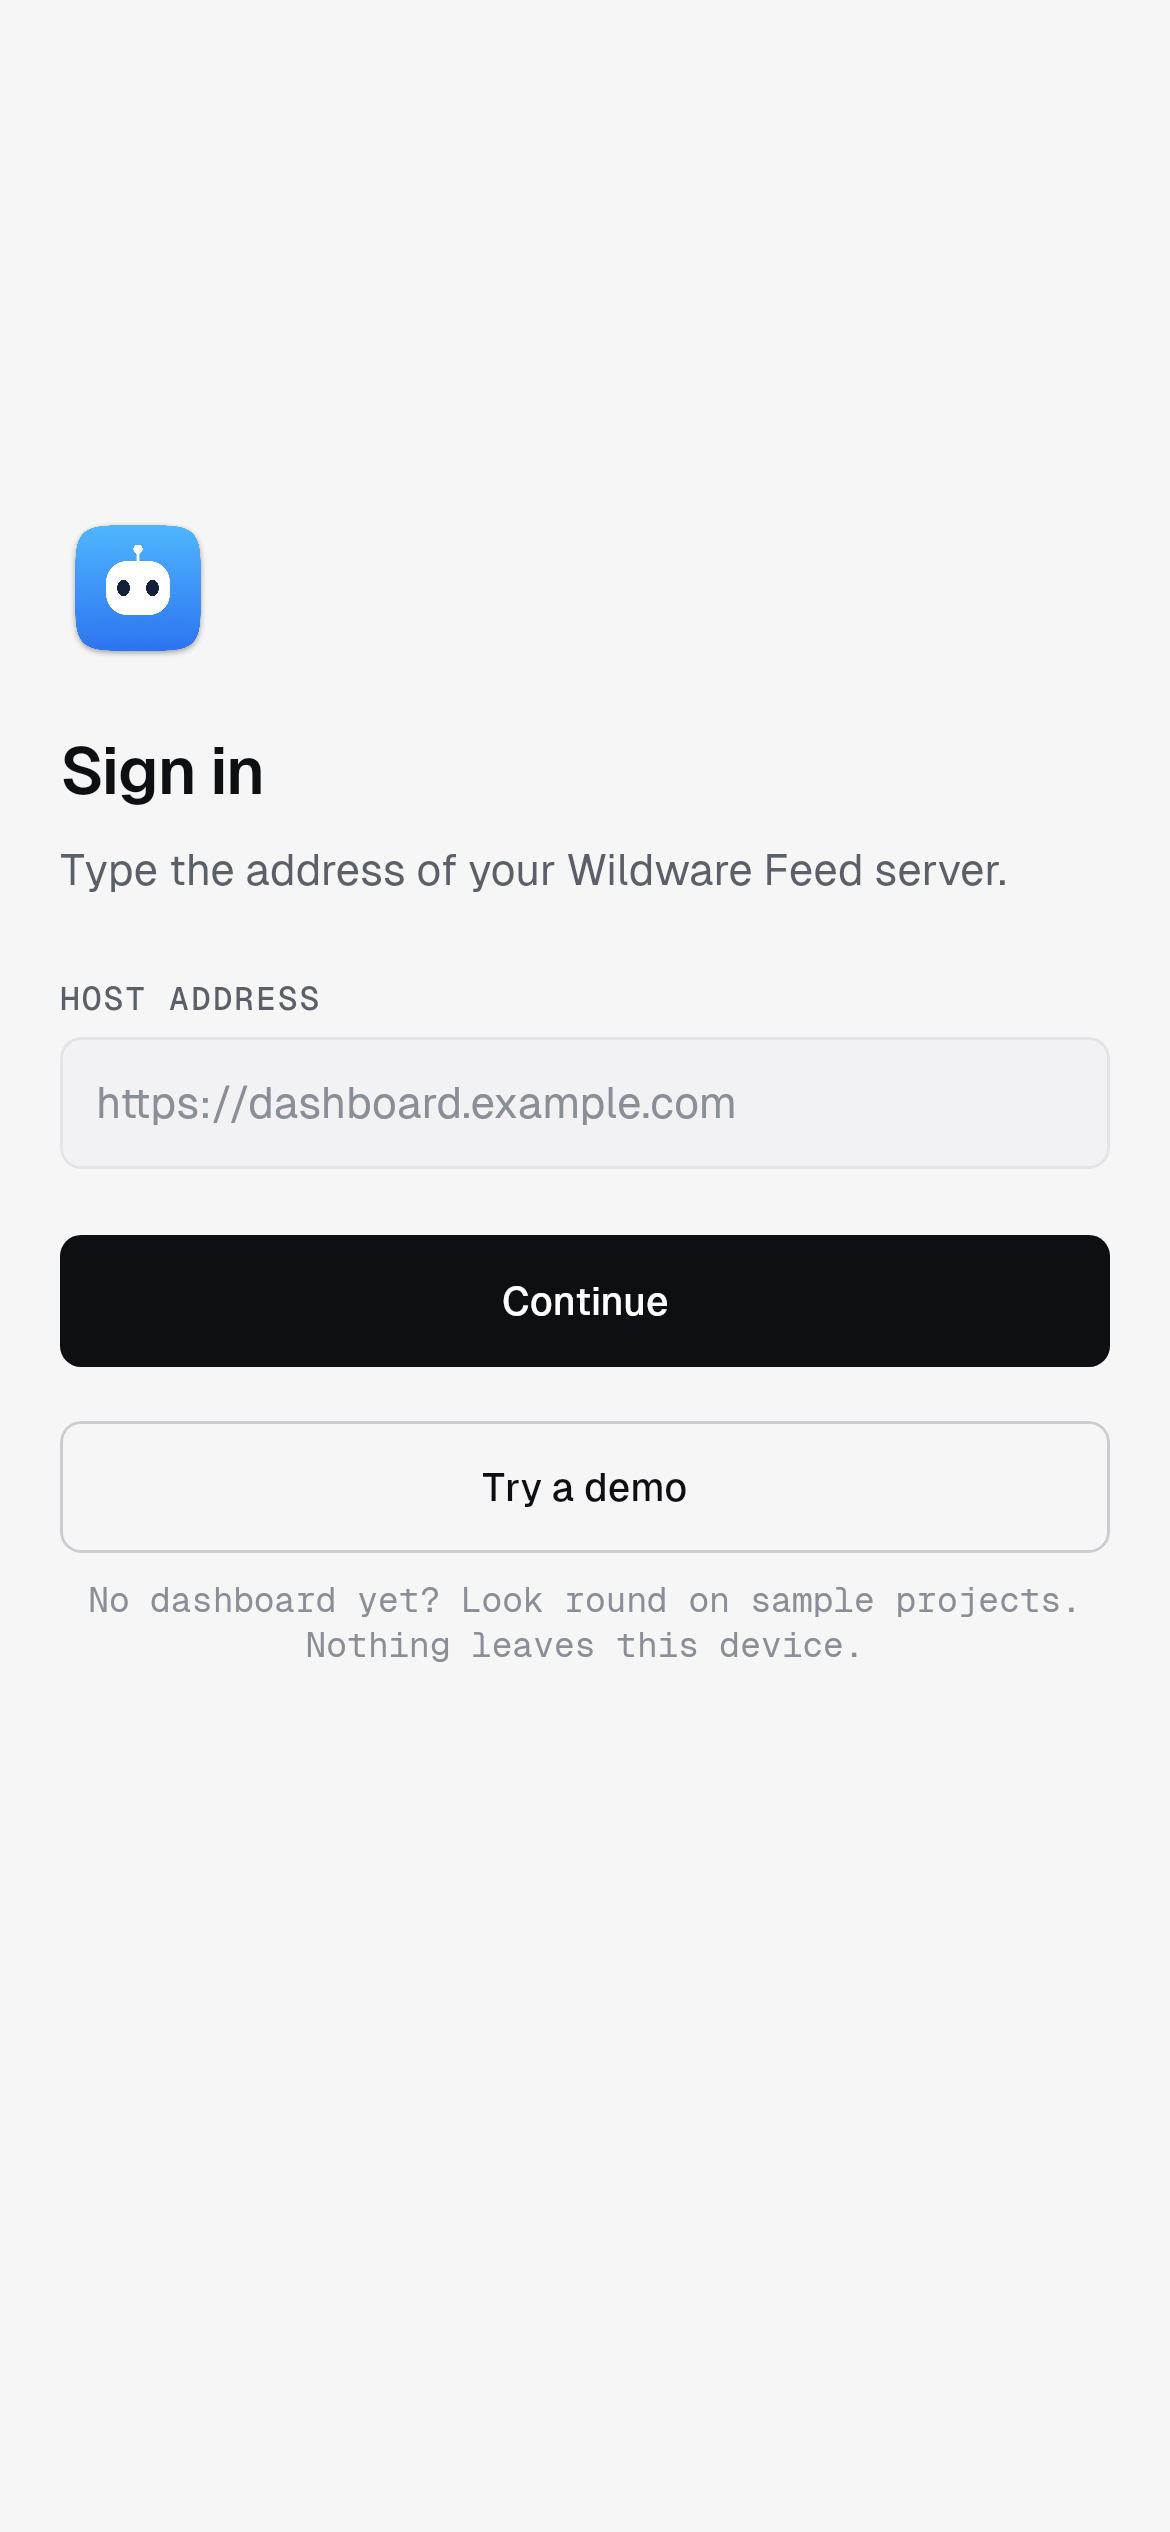 Sign in
Type the address of your Wildware Feed server.
HOST ADDRESS
https://dashboard.example.com
Continue
Try a demo
No dashboard yet? Look round on sample projects.
Nothing leaves this device.